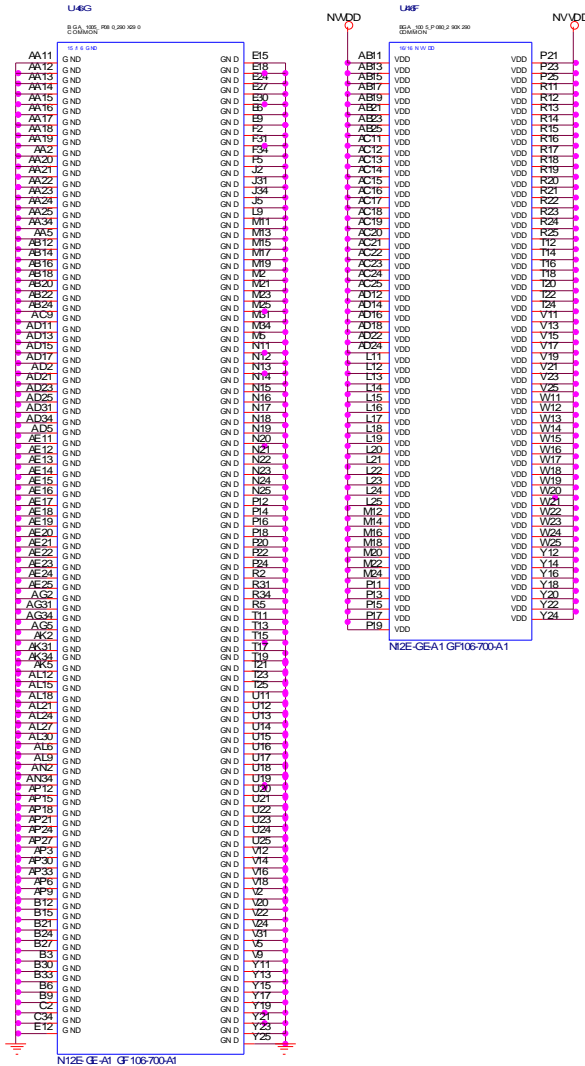 U46G
BGA_1005_P080_290X290
COMMON
15/16 GND
AA11 GND GND E15
AA12 GND GND E18
AA13 GND GND E24
AA14 GND GND E27
AA15 GND GND E30
AA16 GND GND E6
AA17 GND GND E9
AA18 GND GND F2
AA19 GND GND F31
AA2 GND GND F34
AA20 GND GND F5
AA21 GND GND J2
AA22 GND GND J31
AA23 GND GND J34
AA24 GND GND J5
AA25 GND GND L9
AA34 GND GND M11
AA5 GND GND M13
AB12 GND GND M15
AB14 GND GND M17
AB16 GND GND M19
AB18 GND GND M2
AB20 GND GND M21
AB22 GND GND M23
AB24 GND GND M25
AC9 GND GND M31
AD11 GND GND M34
AD13 GND GND M5
AD15 GND GND N11
AD17 GND GND N12
AD2 GND GND N13
AD21 GND GND N14
AD23 GND GND N15
AD25 GND GND N16
AD31 GND GND N17
AD34 GND GND N18
AD5 GND GND N19
AE11 GND GND N20
AE12 GND GND N21
AE13 GND GND N22
AE14 GND GND N23
AE15 GND GND N24
AE16 GND GND N25
AE17 GND GND P12
AE18 GND GND P14
AE19 GND GND P16
AE20 GND GND P18
AE21 GND GND P20
AE22 GND GND P22
AE23 GND GND P24
AE24 GND GND R2
AE25 GND GND R31
AG2 GND GND R34
AG31 GND GND R5
AG34 GND GND T11
AG5 GND GND T13
AK2 GND GND T15
AK31 GND GND T17
AK34 GND GND T19
AK5 GND GND T21
AL12 GND GND T23
AL15 GND GND T25
AL18 GND GND U11
AL21 GND GND U12
AL24 GND GND U13
AL27 GND GND U14
AL30 GND GND U15
AL6 GND GND U16
AL9 GND GND U17
AN2 GND GND U18
AN34 GND GND U19
AP12 GND GND U20
AP15 GND GND U21
AP18 GND GND U22
AP21 GND GND U23
AP24 GND GND U24
AP27 GND GND U25
AP3 GND GND V12
AP30 GND GND V14
AP33 GND GND V16
AP6 GND GND V18
AP9 GND GND V2
B12 GND GND V20
B15 GND GND V22
B21 GND GND V24
B24 GND GND V31
B27 GND GND V5
B3 GND GND V9
B30 GND GND Y11
B33 GND GND Y13
B6 GND GND Y15
B9 GND GND Y17
C2 GND GND Y19
C34 GND GND Y21
E12 GND GND Y23
GND Y25
N12E-GE-A1 GF106-700-A1
U46F
NVVDD NVVDD
BGA_1005_P080_290X290
COMMON
16/16 NVVDD
AB11 VDD VDD P21
AB13 VDD VDD P23
AB15 VDD VDD P25
AB17 VDD VDD R11
AB19 VDD VDD R12
AB21 VDD VDD R13
AB23 VDD VDD R14
AB25 VDD VDD R15
AC11 VDD VDD R16
AC12 VDD VDD R17
AC13 VDD VDD R18
AC14 VDD VDD R19
AC15 VDD VDD R20
AC16 VDD VDD R21
AC17 VDD VDD R22
AC18 VDD VDD R23
AC19 VDD VDD R24
AC20 VDD VDD R25
AC21 VDD VDD T12
AC22 VDD VDD T14
AC23 VDD VDD T16
AC24 VDD VDD T18
AC25 VDD VDD T20
AD12 VDD VDD T22
AD14 VDD VDD T24
AD16 VDD VDD V11
AD18 VDD VDD V13
AD22 VDD VDD V15
AD24 VDD VDD V17
L11 VDD VDD V19
L12 VDD VDD V21
L13 VDD VDD V23
L14 VDD VDD V25
L15 VDD VDD W11
L16 VDD VDD W12
L17 VDD VDD W13
L18 VDD VDD W14
L19 VDD VDD W15
L20 VDD VDD W16
L21 VDD VDD W17
L22 VDD VDD W18
L23 VDD VDD W19
L24 VDD VDD W20
L25 VDD VDD W21
M12 VDD VDD W22
M14 VDD VDD W23
M16 VDD VDD W24
M18 VDD VDD W25
M20 VDD VDD Y12
M22 VDD VDD Y14
M24 VDD VDD Y16
P11 VDD VDD Y18
P13 VDD VDD Y20
P15 VDD VDD Y22
P17 VDD VDD Y24
P19 VDD
N12E-GE-A1 GF106-700-A1